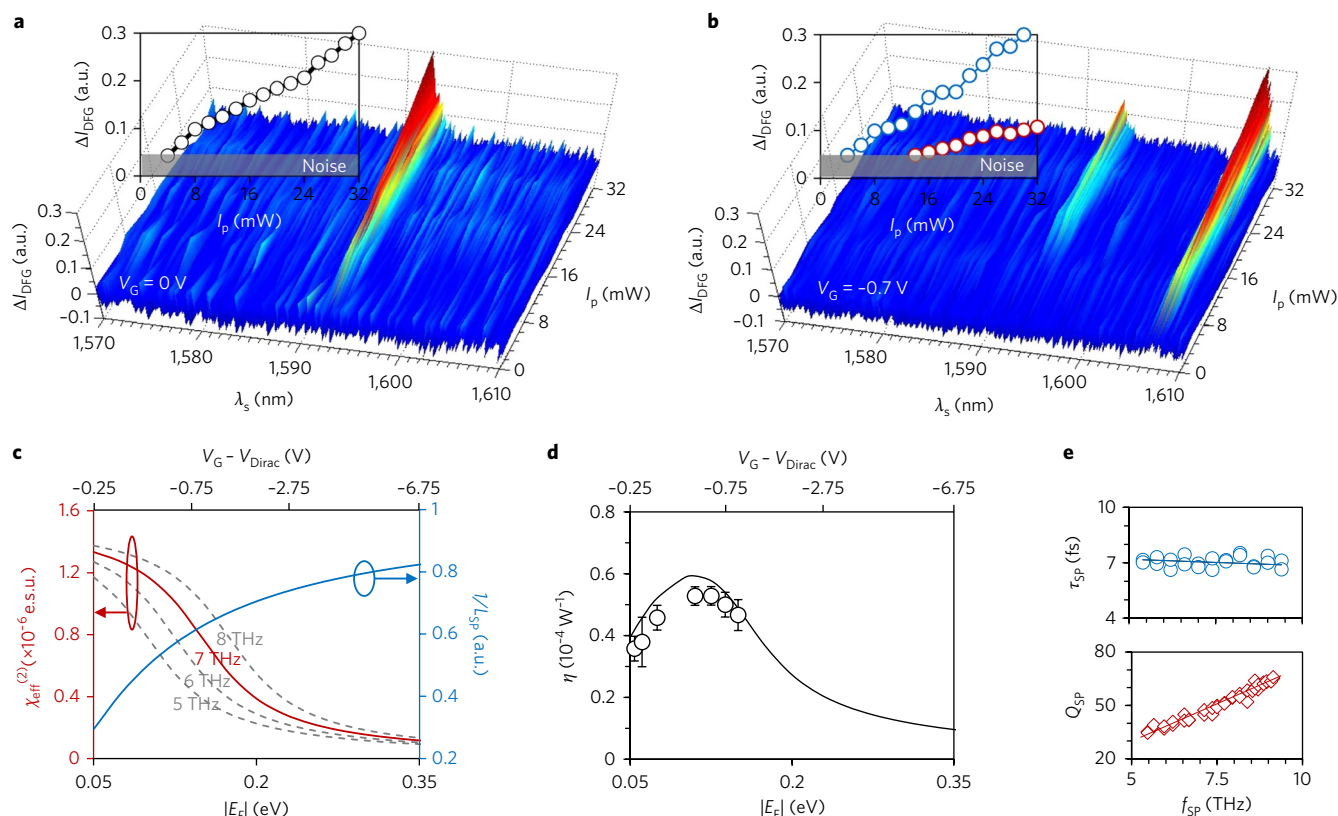 a
ΔI_DFG (a.u.)
0.3
0.2
0.1
0
Noise
0 8 16 24 32
I_p (mW)
ΔI_DFG (a.u.)
0.3
0.2
0.1
0
−0.1
V_G = 0 V
1,570 1,580 1,590 1,600 1,610
λ_s (nm)
0 8 16 24 32
I_p (mW)
b
ΔI_DFG (a.u.)
0.3
0.2
0.1
0
Noise
0 8 16 24 32
I_p (mW)
ΔI_DFG (a.u.)
0.3
0.2
0.1
0
−0.1
V_G = −0.7 V
1,570 1,580 1,590 1,600 1,610
λ_s (nm)
0 8 16 24 32
I_p (mW)
c
V_G − V_Dirac (V)
−0.25 −0.75 −2.75 −6.75
χ_eff^(2) (×10^−6 e.s.u.)
1.6
1.2
0.8
0.4
0
8 THz
7 THz
6 THz
5 THz
1
0.8
0.6
0.4
0.2
1/L_SP (a.u.)
0.05 0.2 0.35
|E_F| (eV)
d
V_G − V_Dirac (V)
−0.25 −0.75 −2.75 −6.75
η (10^−4 W^−1)
0.8
0.6
0.4
0.2
0
0.05 0.2 0.35
|E_F| (eV)
e
τ_SP (fs)
10
7
4
Q_SP
80
50
20
5 7.5 10
f_SP (THz)